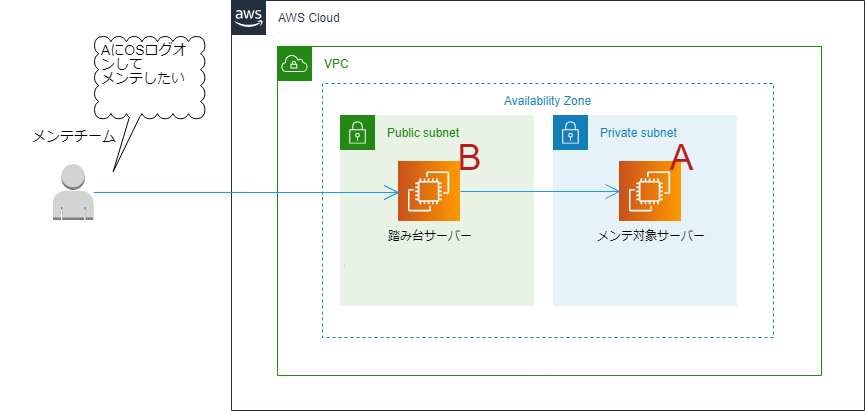 aws
AWS Cloud
AにOSログオ
ンして
メンテしたい
VPC
Availability Zone
メンテチーム
Public subnet
Private subnet
B
A
踏み台サーバー
メンテ対象サーバー